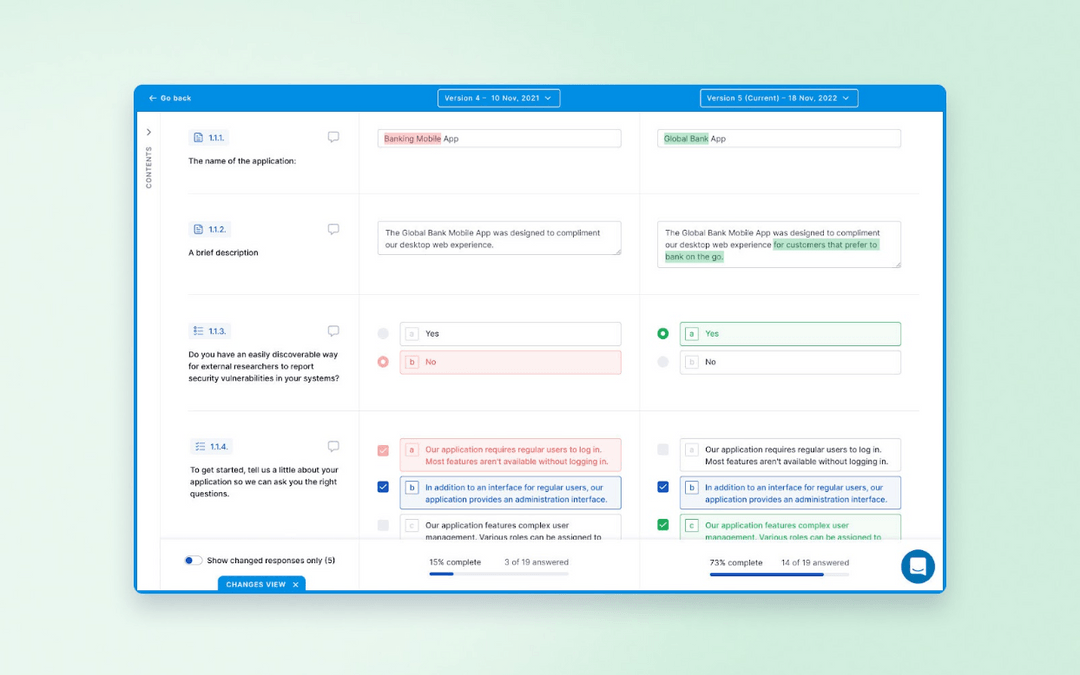 ← Go back
Version 4 – 10 Nov, 2021
Version 5 (Current) – 18 Nov, 2022
CONTENTS
1.1.1.
The name of the application:
Banking Mobile App
Global Bank App
1.1.2.
A brief description
The Global Bank Mobile App was designed to compliment
our desktop web experience.
The Global Bank Mobile App was designed to compliment
our desktop web experience for customers that prefer to
bank on the go.
1.1.3.
Do you have an easily discoverable way
for external researchers to report
security vulnerabilities in your systems?
a Yes
b No
a Yes
b No
1.1.4.
To get started, tell us a little about your
application so we can ask you the right
questions.
a Our application requires regular users to log in.
Most features aren't available without logging in.
b In addition to an interface for regular users, our
application provides an administration interface.
c Our application features complex user
management. Various roles can be assigned to
a Our application requires regular users to log in.
Most features aren't available without logging in.
b In addition to an interface for regular users, our
application provides an administration interface.
c Our application features complex user
management. Various roles can be assigned to
Show changed responses only (5)
CHANGES VIEW ×
15% complete 3 of 19 answered
73% complete 14 of 19 answered